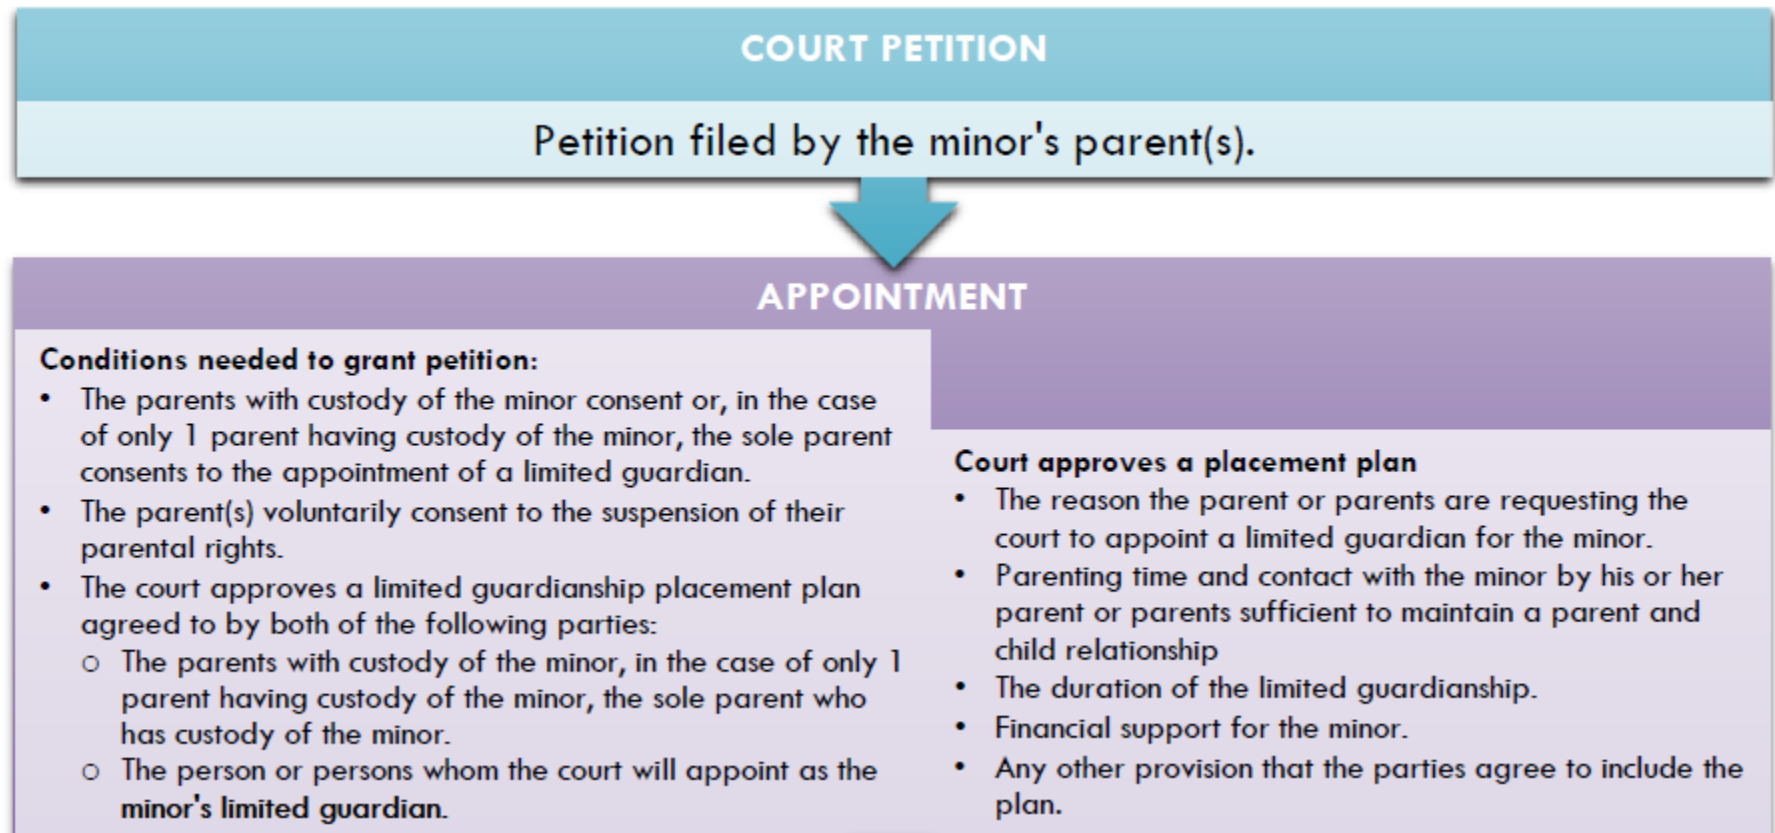 COURT PETITION
Petition filed by the minor's parent(s).
APPOINTMENT
Conditions needed to grant petition:
• The parents with custody of the minor consent or, in the case
of only 1 parent having custody of the minor, the sole parent
consents to the appointment of a limited guardian.
• The parent(s) voluntarily consent to the suspension of their
parental rights.
• The court approves a limited guardianship placement plan
agreed to by both of the following parties:
o The parents with custody of the minor, in the case of only 1
parent having custody of the minor, the sole parent who
has custody of the minor.
o The person or persons whom the court will appoint as the
minor's limited guardian.
Court approves a placement plan
• The reason the parent or parents are requesting the
court to appoint a limited guardian for the minor.
• Parenting time and contact with the minor by his or her
parent or parents sufficient to maintain a parent and
child relationship
• The duration of the limited guardianship.
• Financial support for the minor.
• Any other provision that the parties agree to include the
plan.